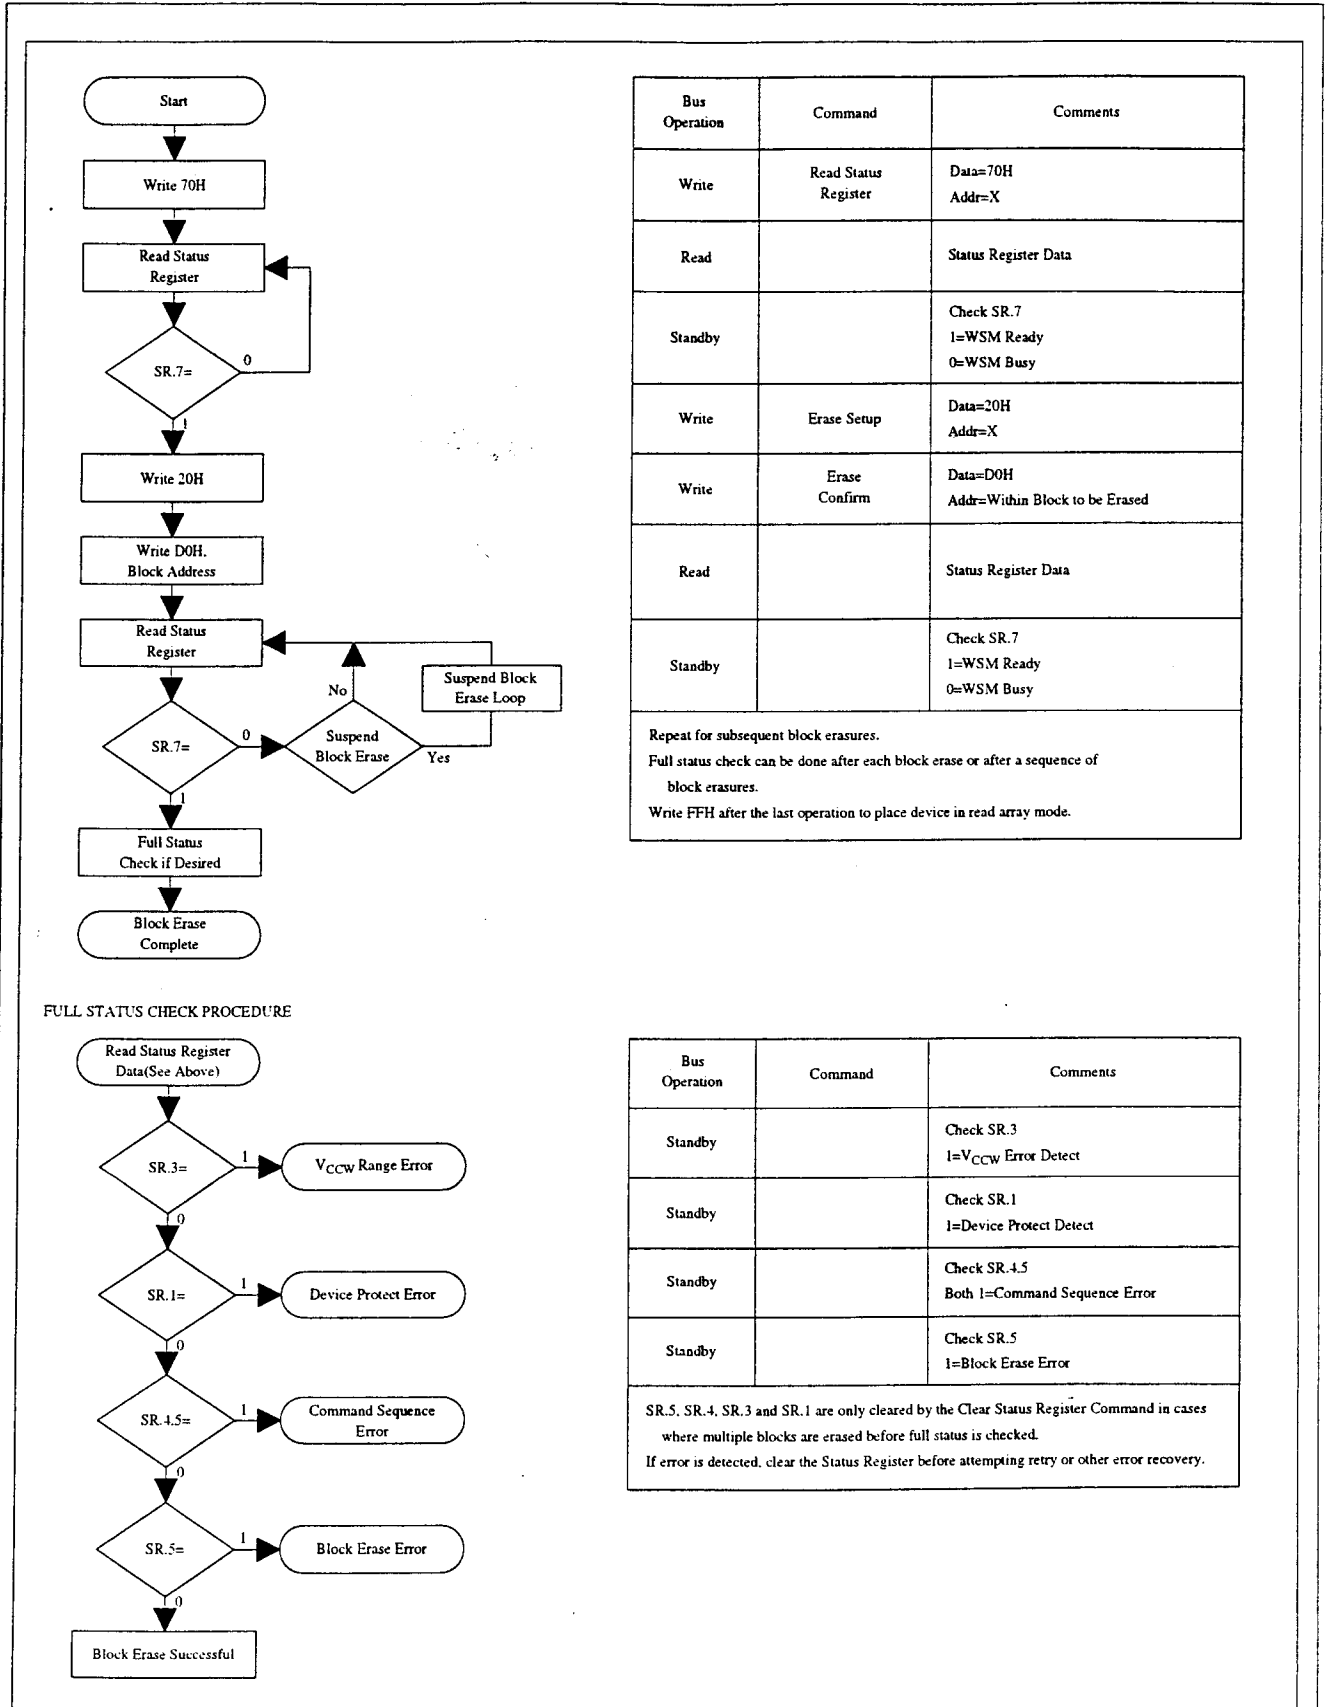 Start
Write 70H
Read Status
Register
SR.7=
0
1
Write 20H
Write D0H,
Block Address
Read Status
Register
SR.7=
0
1
Suspend
Block Erase
No
Yes
Suspend Block
Erase Loop
Full Status
Check if Desired
Block Erase
Complete
Bus
Operation
Command
Comments
Write
Read Status
Register
Data=70H
Addr=X
Read
Status Register Data
Standby
Check SR.7
1=WSM Ready
0=WSM Busy
Write
Erase Setup
Data=20H
Addr=X
Write
Erase
Confirm
Data=D0H
Addr=Within Block to be Erased
Read
Status Register Data
Standby
Check SR.7
1=WSM Ready
0=WSM Busy
Repeat for subsequent block erasures.
Full status check can be done after each block erase or after a sequence of
block erasures.
Write FFH after the last operation to place device in read array mode.
FULL STATUS CHECK PROCEDURE
Read Status Register
Data(See Above)
SR.3=
1
VCCW Range Error
0
SR.1=
1
Device Protect Error
0
SR.4,5=
1
Command Sequence
Error
0
SR.5=
1
Block Erase Error
0
Block Erase Successful
Bus
Operation
Command
Comments
Standby
Check SR.3
1=VCCW Error Detect
Standby
Check SR.1
1=Device Protect Detect
Standby
Check SR.4,5
Both 1=Command Sequence Error
Standby
Check SR.5
1=Block Erase Error
SR.5, SR.4, SR.3 and SR.1 are only cleared by the Clear Status Register Command in cases
where multiple blocks are erased before full status is checked.
If error is detected, clear the Status Register before attempting retry or other error recovery.